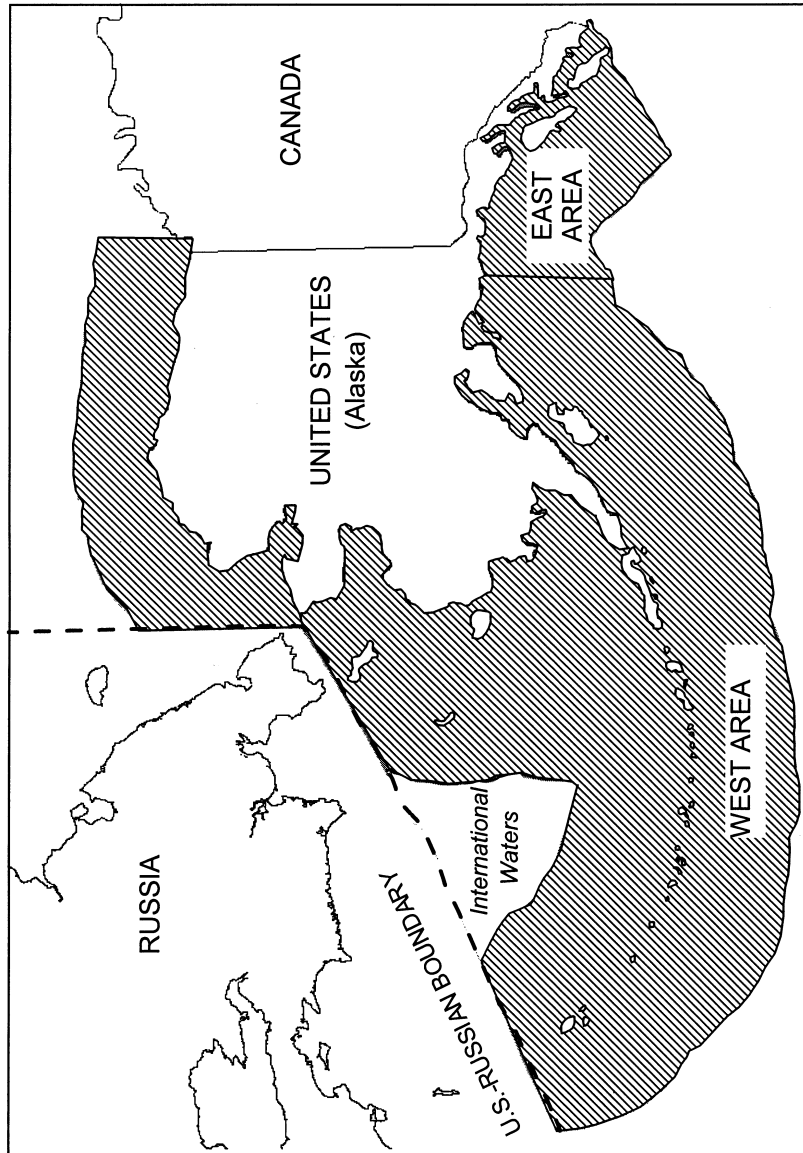 RUSSIA
UNITED STATES
(Alaska)
CANADA
U.S.-RUSSIAN BOUNDARY
International
Waters
EAST
AREA
WEST AREA